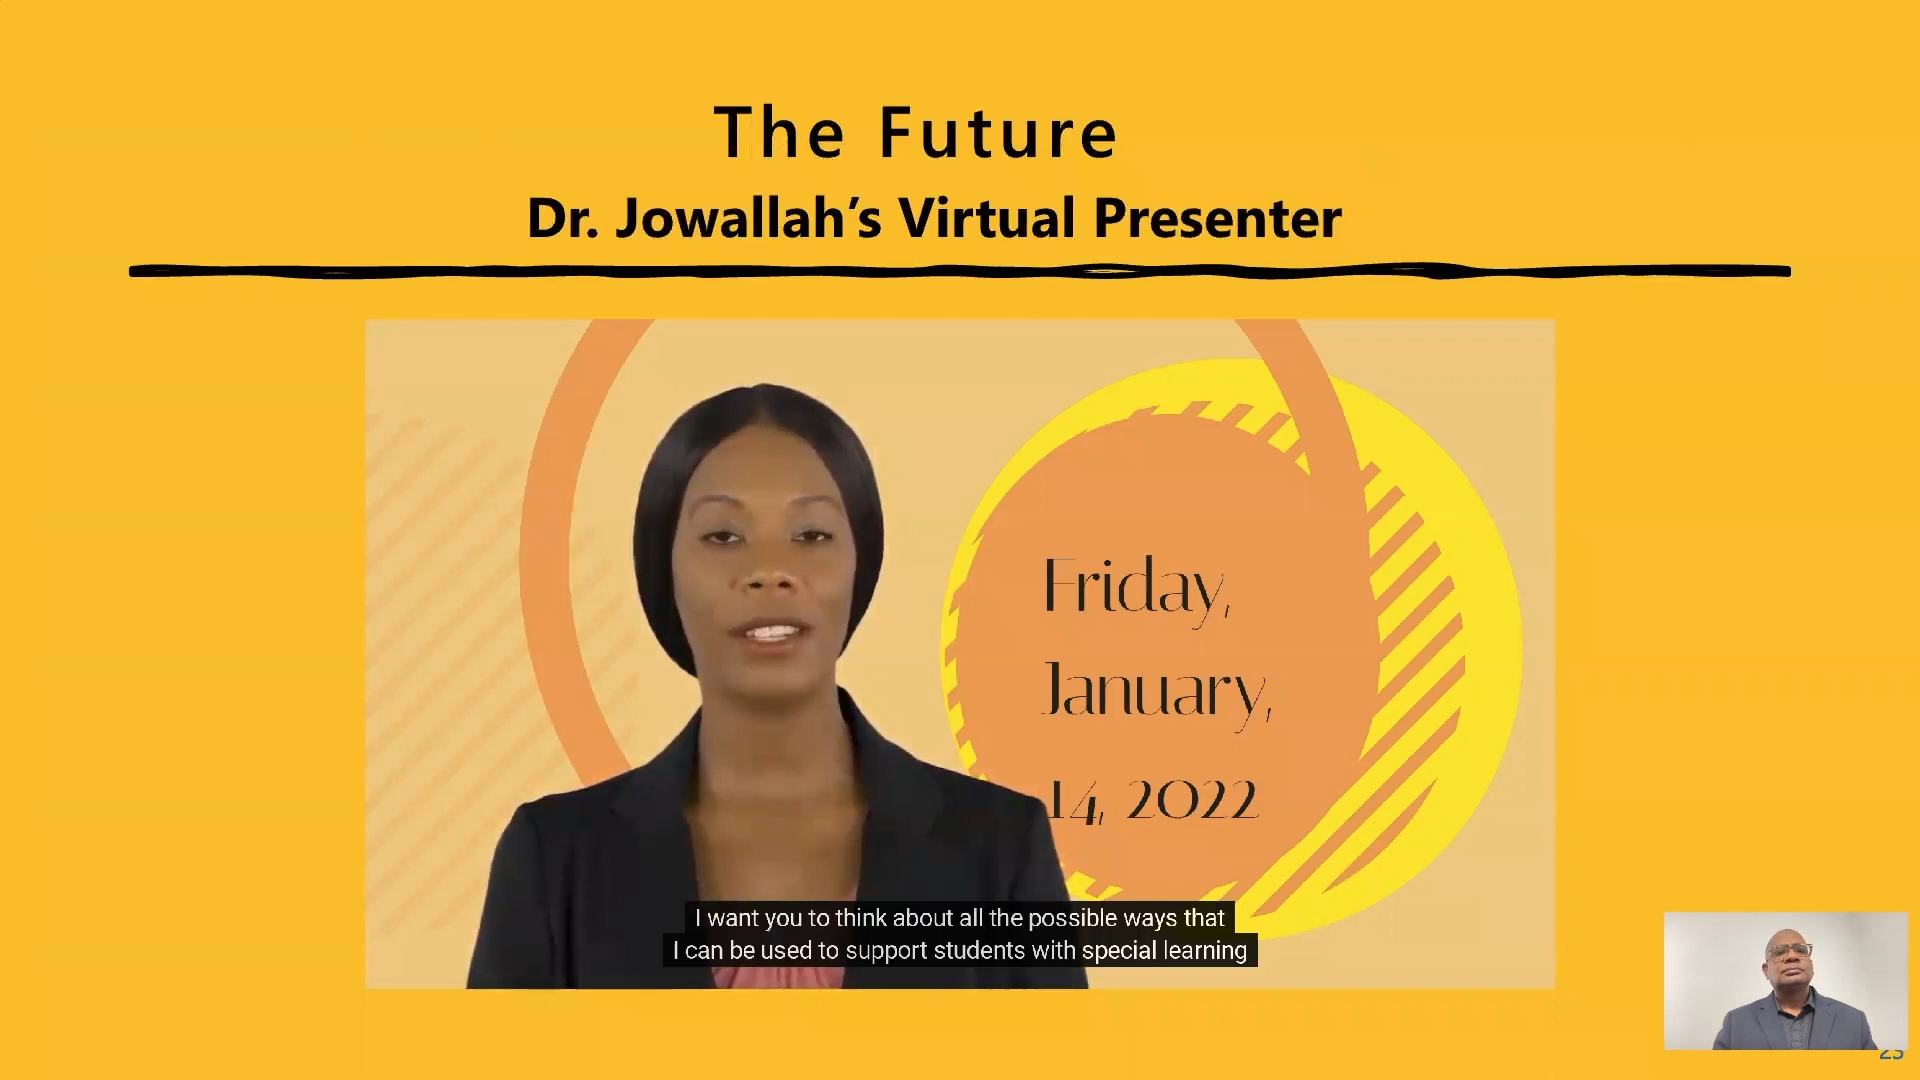 The Future
Dr. Jowallah’s Virtual Presenter
Friday,
January,
14, 2022
I want you to think about all the possible ways that
I can be used to support students with special learning
23